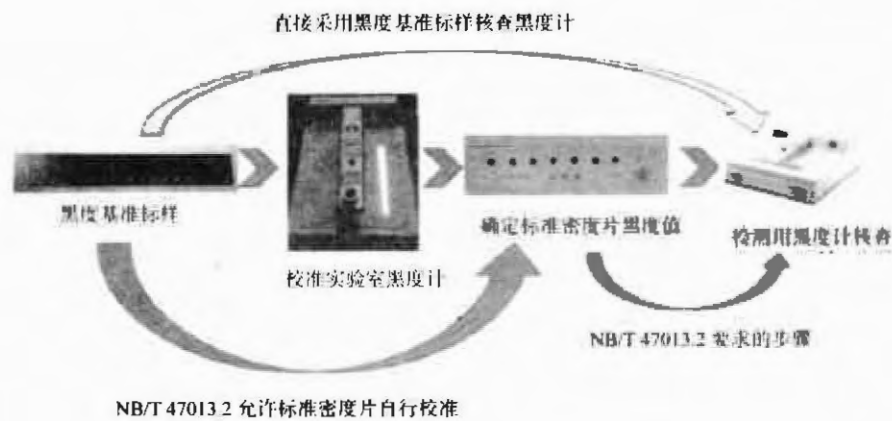 直接采用黑度基准标样核查黑度计
黑度基准标样
校准实验室黑度计
确定标准密度片黑度值
检测用黑度计核查
NB/T 47013.2 要求的步骤
NB/T 47013.2 允许标准密度片自行校准